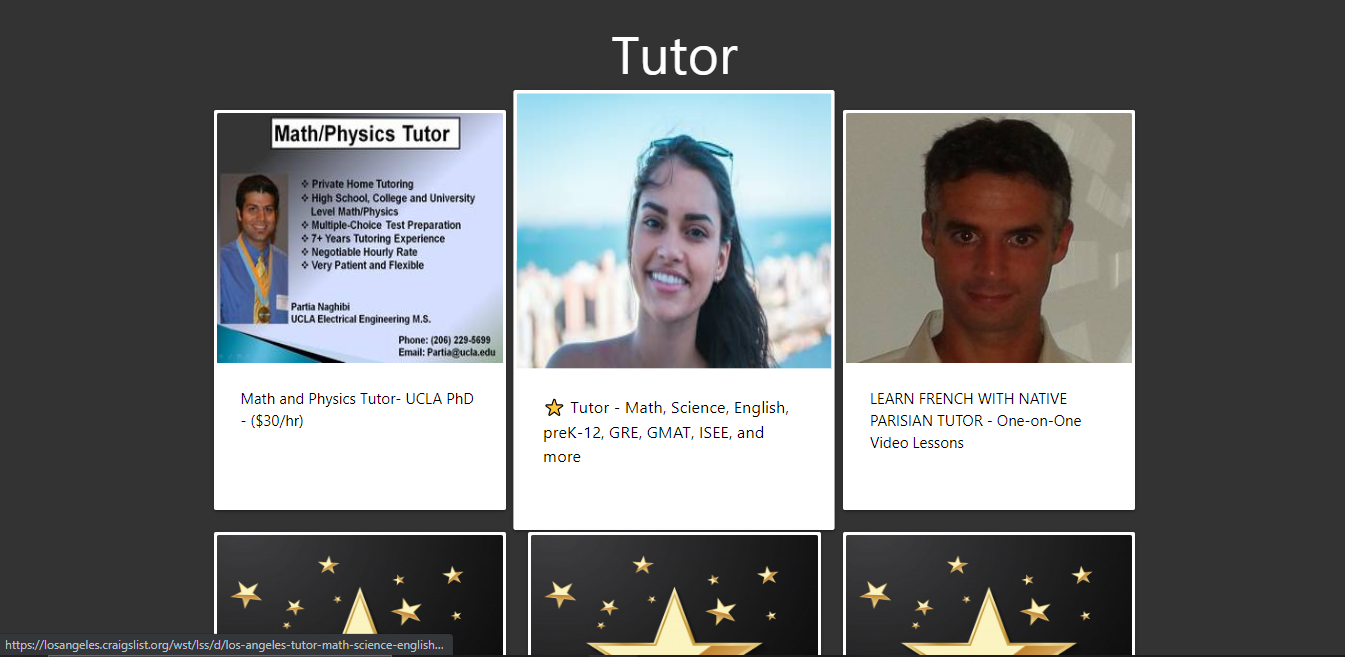 Tutor
Math/Physics Tutor
❖ Private Home Tutoring
❖ High School, College and University
Level Math/Physics
❖ Multiple-Choice Test Preparation
❖ 7+ Years Tutoring Experience
❖ Negotiable Hourly Rate
❖ Very Patient and Flexible
Partia Naghibi
UCLA Electrical Engineering M.S.
Phone: (206) 229-5699
Email: Partia@ucla.edu
Math and Physics Tutor- UCLA PhD
- ($30/hr)
⭐ Tutor - Math, Science, English,
preK-12, GRE, GMAT, ISEE, and
more
LEARN FRENCH WITH NATIVE
PARISIAN TUTOR - One-on-One
Video Lessons
https://losangeles.craigslist.org/wst/lss/d/los-angeles-tutor-math-science-english...